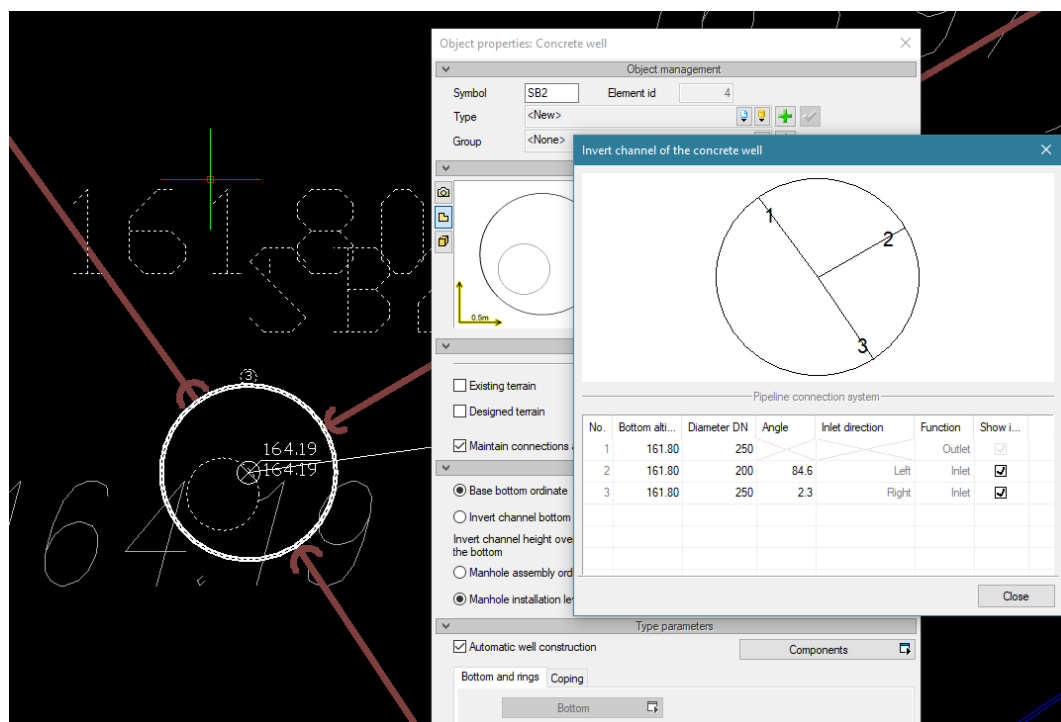 Object properties: Concrete well
Object management
Symbol SB2 Element id 4
Type <New>
Group <None>
Invert channel of the concrete well
1
2
3
0.5m
161.80
SB
3
164.19
164.19
164.19
Existing terrain
Designed terrain
Maintain connections a
Base bottom ordinate
Invert channel bottom
Invert channel height over
the bottom
Manhole assembly ord
Manhole installation le
Pipeline connection system
No. Bottom alti... Diameter DN Angle Inlet direction Function Show i...
1 161.80 250 Outlet
2 161.80 200 84.6 Left Inlet
3 161.80 250 2.3 Right Inlet
Close
Type parameters
Automatic well construction Components
Bottom and rings Coping
Bottom